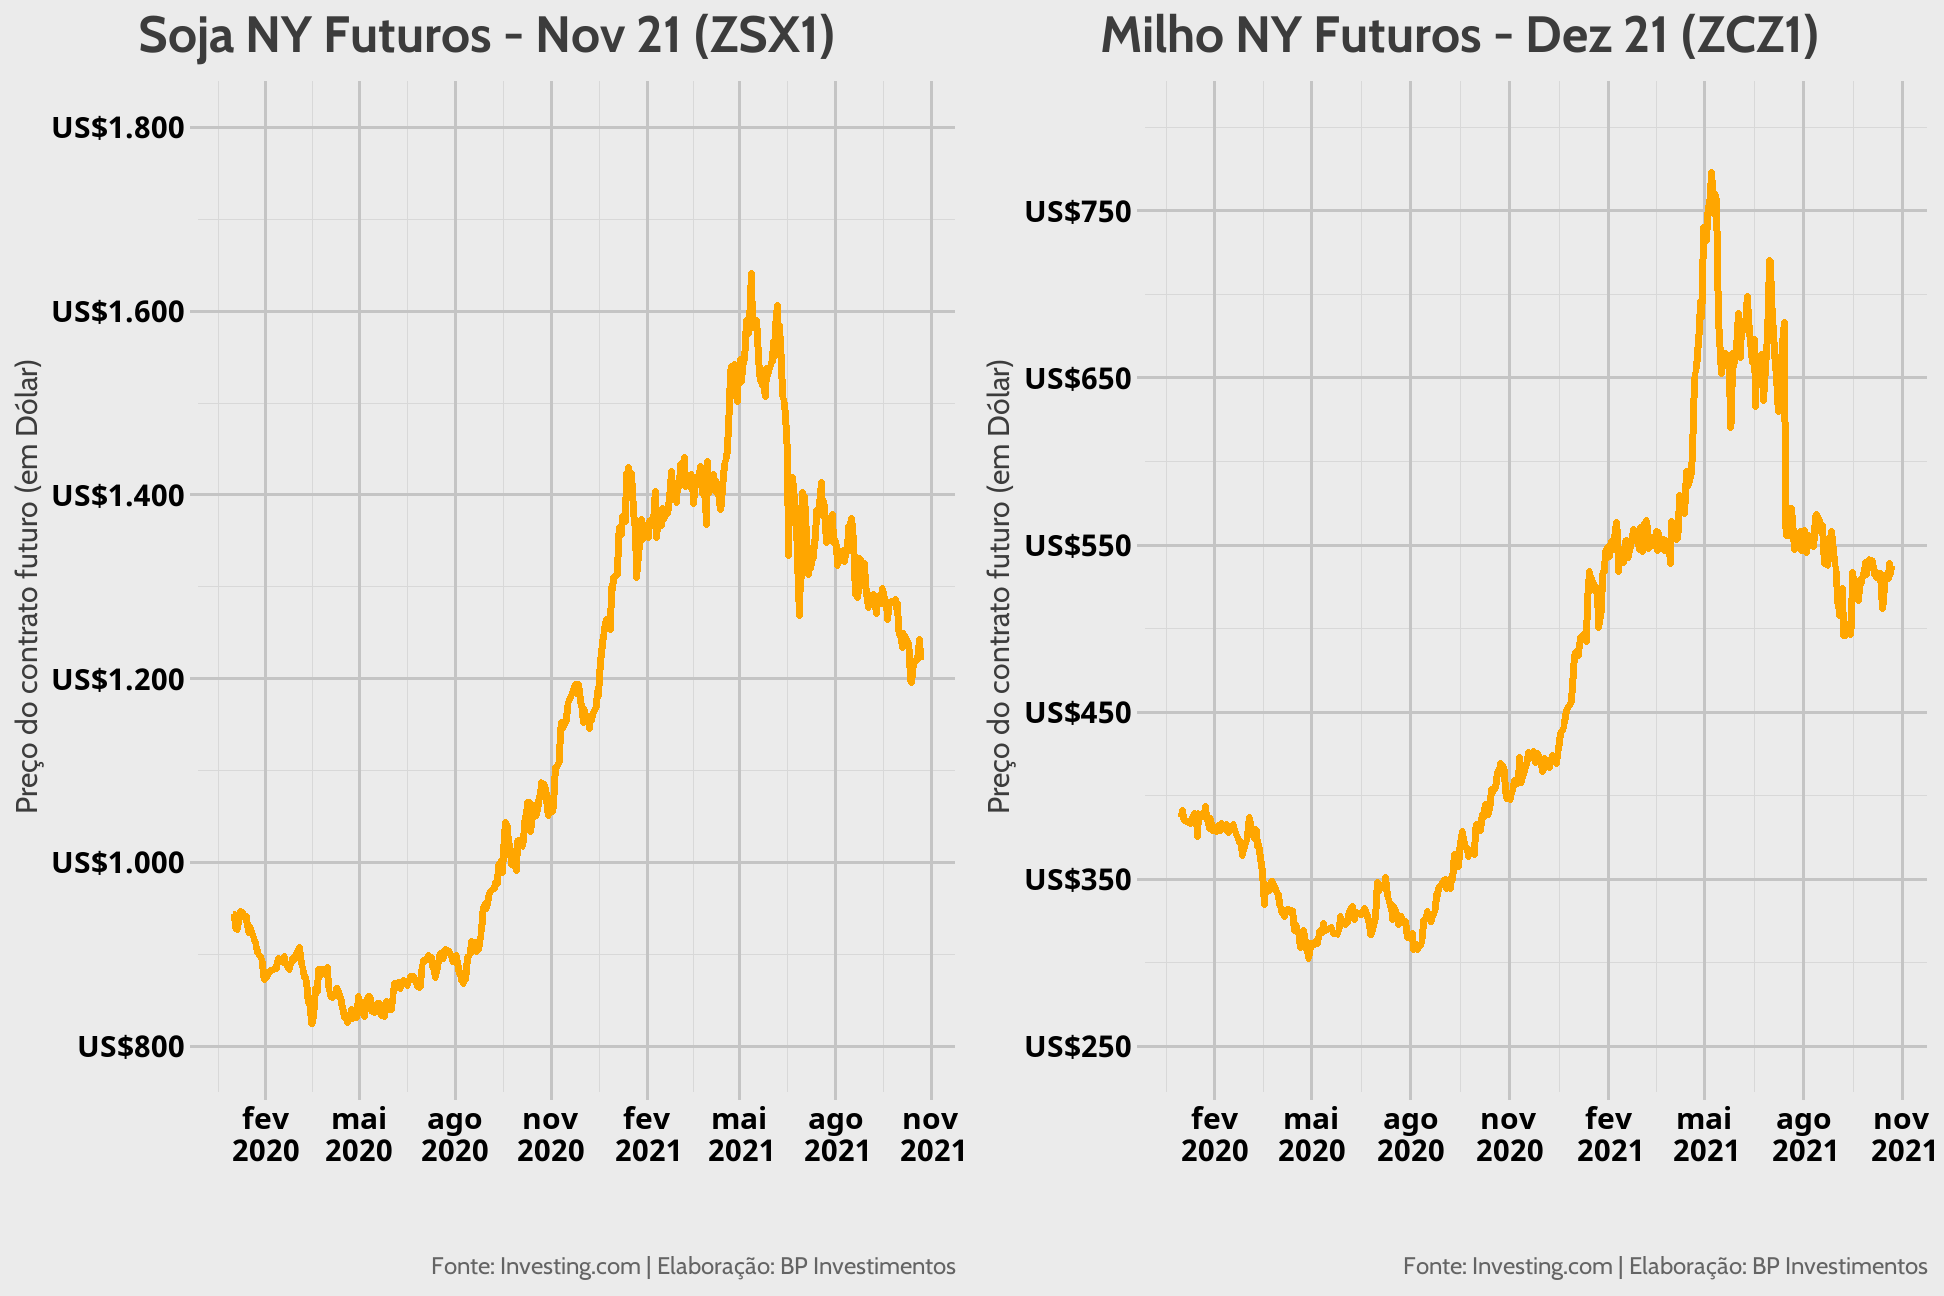 Soja NY Futuros - Nov 21 (ZSX1)
Preço do contrato futuro (em Dólar)
US$1.800
US$1.600
US$1.400
US$1.200
US$1.000
US$800
fev mai ago nov fev mai ago nov
2020 2020 2020 2020 2021 2021 2021 2021
Fonte: Investing.com | Elaboração: BP Investimentos
Milho NY Futuros - Dez 21 (ZCZ1)
Preço do contrato futuro (em Dólar)
US$750
US$650
US$550
US$450
US$350
US$250
fev mai ago nov fev mai ago nov
2020 2020 2020 2020 2021 2021 2021 2021
Fonte: Investing.com | Elaboração: BP Investimentos